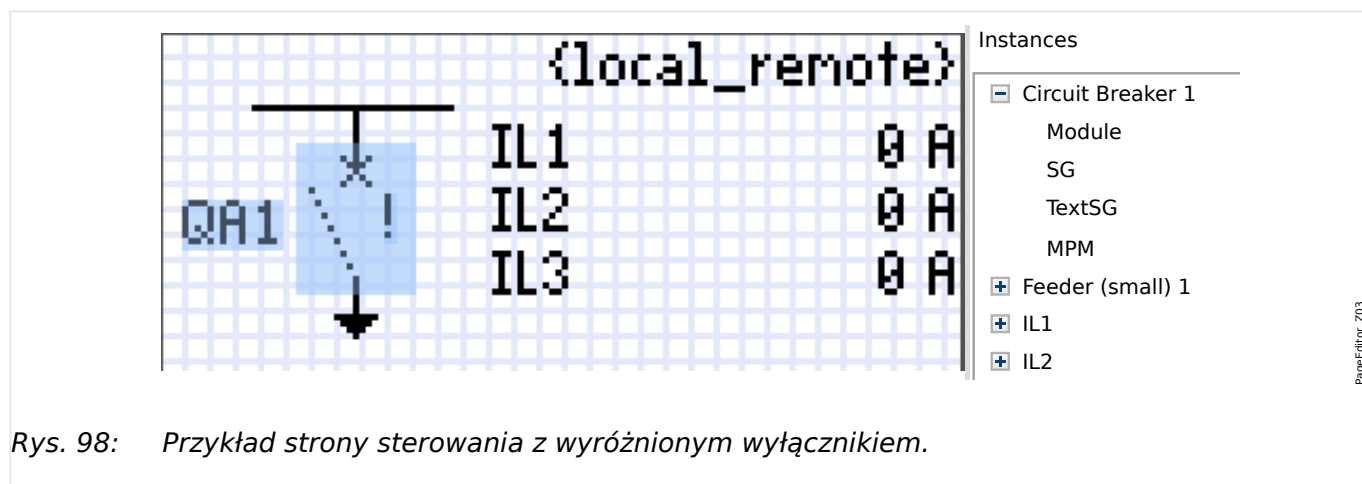 {local_remote}
IL1 0 A
QA1 ! IL2 0 A
IL3 0 A
Instances
Circuit Breaker 1
Module
SG
TextSG
MPM
Feeder (small) 1
IL1
IL2
PageEditor_Z03
Rys. 98: Przykład strony sterowania z wyróżnionym wyłącznikiem.